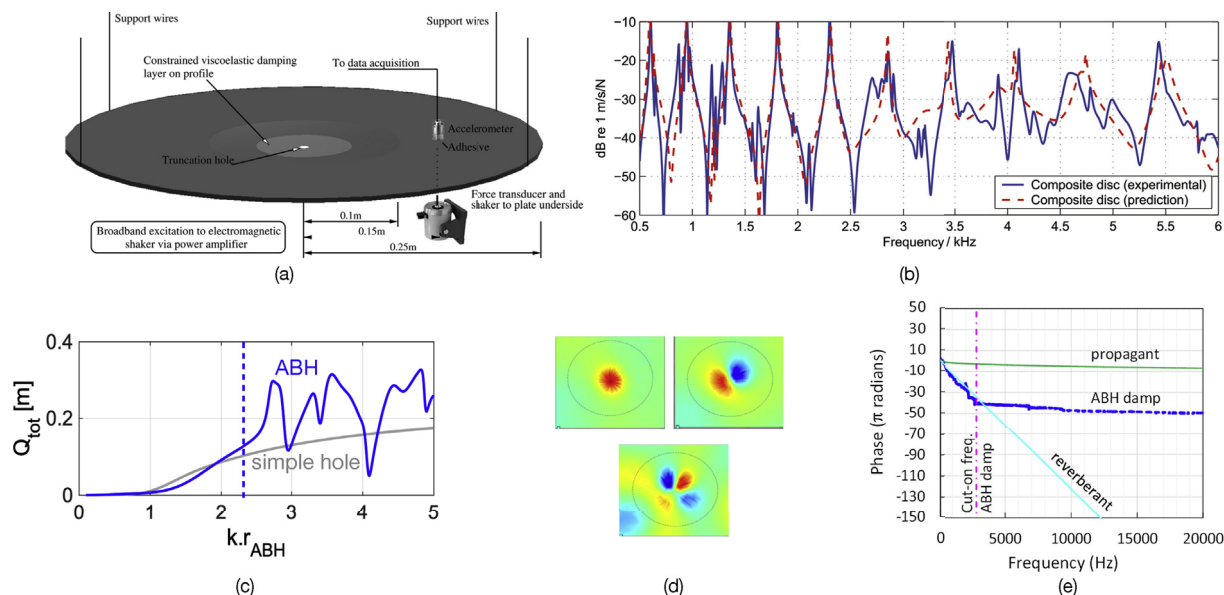 Support wires
Support wires
Constrained viscoelastic damping
layer on profile
To data acquisition
Accelerometer
Adhesive
Truncation hole
Force transducer and
shaker to plate underside
0.1m
Broadband excitation to electromagnetic
shaker via power amplifier
0.15m
0.25m
(a)
dB re 1 m/s/N
-10
-20
-30
-40
-50
-60
Composite disc (experimental)
Composite disc (prediction)
0.5 1 1.5 2 2.5 3 3.5 4 4.5 5 5.5 6
Frequency / kHz
(b)
Q_tot [m]
0.4
0.2
0
ABH
simple hole
0 1 2 3 4 5
k.r_ABH
(c)
(d)
Phase (π radians)
50
30
10
-10
-30
-50
-70
-90
-110
-130
-150
propagant
ABH damp
reverberant
Cut-on freq.
ABH damp
0 5000 10000 15000 20000
Frequency (Hz)
(e)